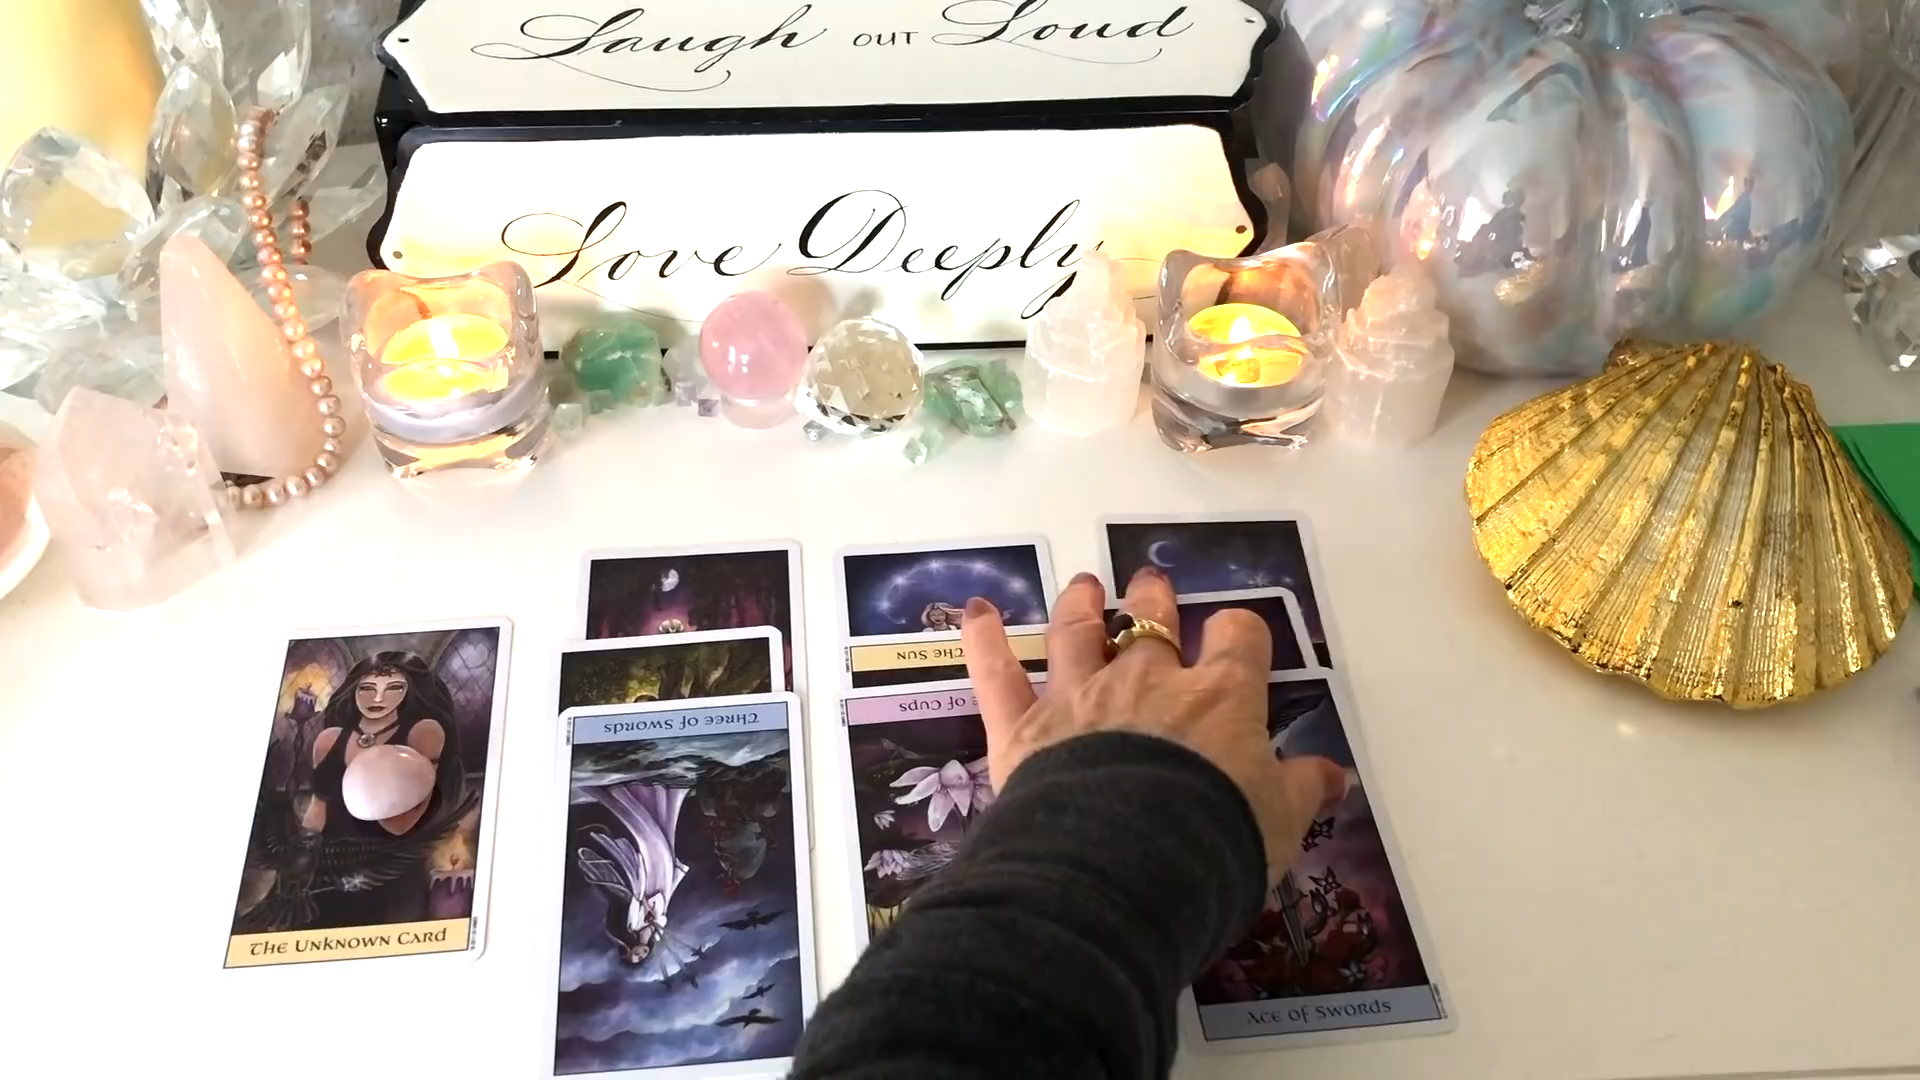 Laugh OUT Loud
Love Deeply
THE SUN
of Cups
Three of Swords
THE UNKNOWN CARD
ACE OF SWORDS